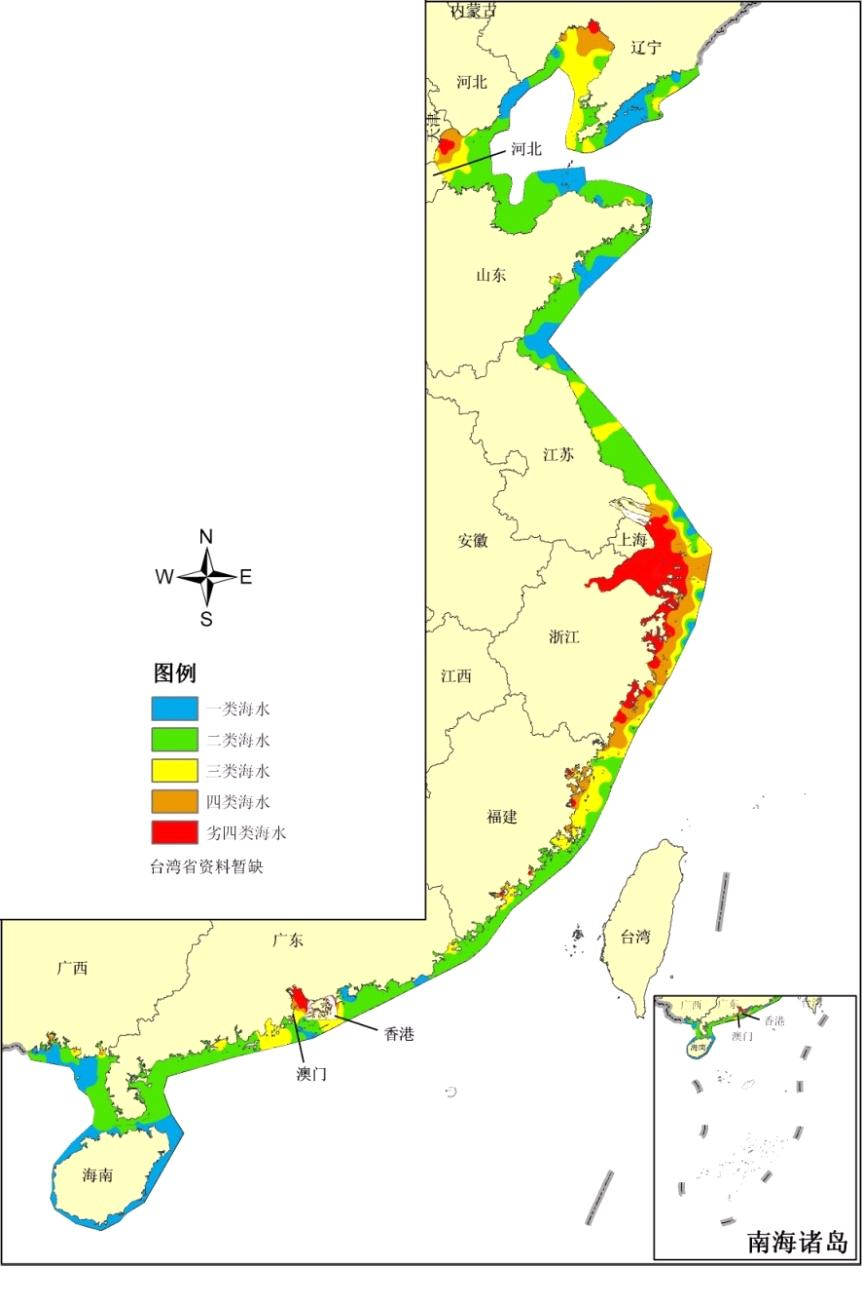 内蒙古
辽宁
河北
天津
河北
山东
江苏
安徽
上海
浙江
江西
福建
台湾
广东
广西
香港
澳门
海南
N
W
E
S
图例
一类海水
二类海水
三类海水
四类海水
劣四类海水
台湾省资料暂缺
广西
广东
台湾
香港
澳门
海南
南海诸岛